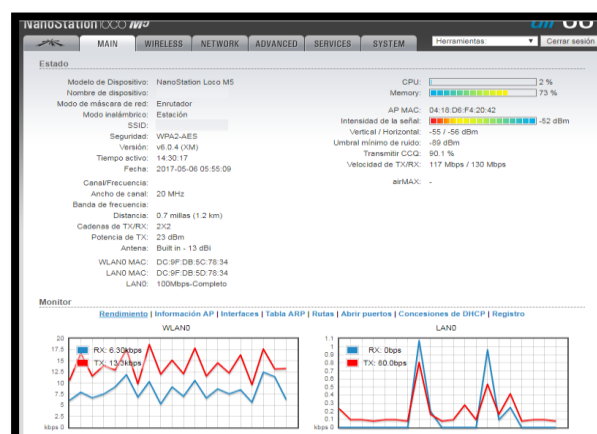 NanoStation loco M5
MAIN WIRELESS NETWORK ADVANCED SERVICES SYSTEM Herramientas: Cerrar sesión
Estado
Modelo de Dispositivo: NanoStation Loco M5
Nombre de dispositivo:
Modo de máscara de red: Enrutador
Modo inalámbrico: Estación
SSID:
Seguridad: WPA2-AES
Versión: v6.0.4 (XM)
Tiempo activo: 14:30:17
Fecha: 2017-05-06 05:55:09
Canal/Frecuencia:
Ancho de canal: 20 MHz
Banda de frecuencia:
Distancia: 0.7 millas (1.2 km)
Cadenas de TX/RX: 2X2
Potencia de TX: 23 dBm
Antena: Built in - 13 dBi
WLAN0 MAC: DC:9F:DB:5C:78:34
LAN0 MAC: DC:9F:DB:5D:78:34
LAN0: 100Mbps-Completo
CPU: 2 %
Memory: 73 %
AP MAC: 04:18:D6:F4:20:42
Intensidad de la señal: -52 dBm
Vertical / Horizontal: -55 / -56 dBm
Umbral mínimo de ruido: -89 dBm
Transmitir CCQ: 90.1 %
Velocidad de TX/RX: 117 Mbps / 130 Mbps
airMAX: -
Monitor
Rendimiento | Información AP | Interfaces | Tabla ARP | Rutas | Abrir puertos | Concesiones de DHCP | Registro
WLAN0
20
17.5
15
12.5
10
7.5
5
2.5
kbps 0
RX: 6.30kbps
TX: 13.3kbps
LAN0
1.1
1
0.9
0.8
0.7
0.6
0.5
0.4
0.3
0.2
0.1
kbps 0
RX: 0bps
TX: 80.0bps